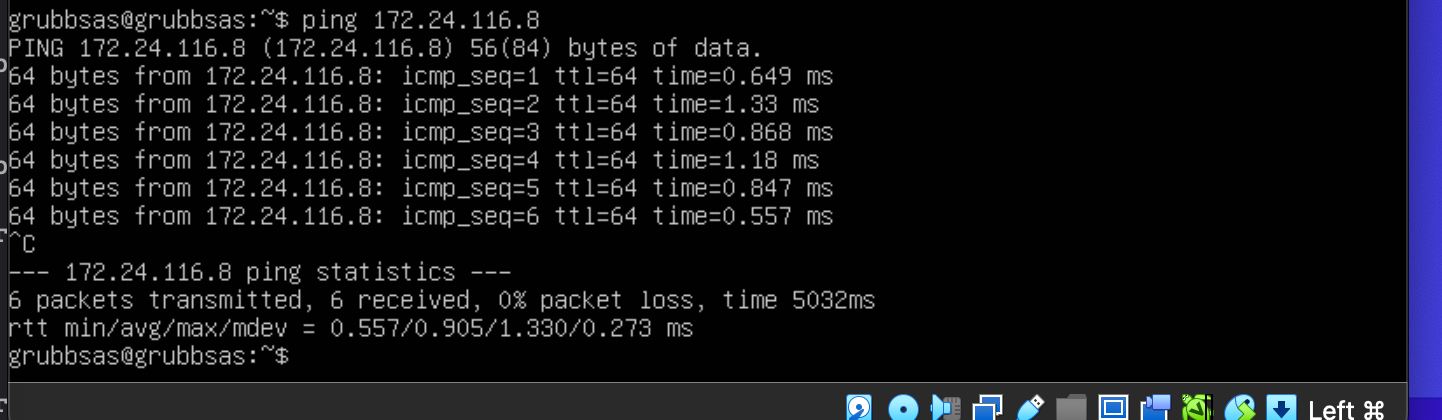 grubbsas@grubbsas:~$ ping 172.24.116.8
PING 172.24.116.8 (172.24.116.8) 56(84) bytes of data.
64 bytes from 172.24.116.8: icmp_seq=1 ttl=64 time=0.649 ms
64 bytes from 172.24.116.8: icmp_seq=2 ttl=64 time=1.33 ms
64 bytes from 172.24.116.8: icmp_seq=3 ttl=64 time=0.868 ms
64 bytes from 172.24.116.8: icmp_seq=4 ttl=64 time=1.18 ms
64 bytes from 172.24.116.8: icmp_seq=5 ttl=64 time=0.847 ms
64 bytes from 172.24.116.8: icmp_seq=6 ttl=64 time=0.557 ms
^C
--- 172.24.116.8 ping statistics ---
6 packets transmitted, 6 received, 0% packet loss, time 5032ms
rtt min/avg/max/mdev = 0.557/0.905/1.330/0.273 ms
grubbsas@grubbsas:~$
Left ⌘